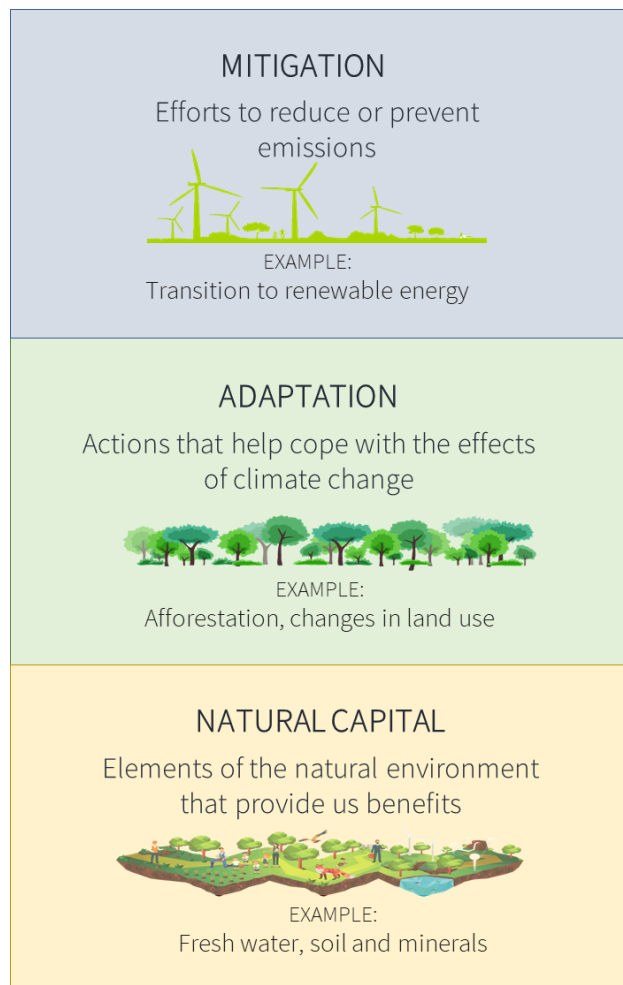 MITIGATION
Efforts to reduce or prevent
emissions
EXAMPLE:
Transition to renewable energy
ADAPTATION
Actions that help cope with the effects
of climate change
EXAMPLE:
Afforestation, changes in land use
NATURAL CAPITAL
Elements of the natural environment
that provide us benefits
EXAMPLE:
Fresh water, soil and minerals